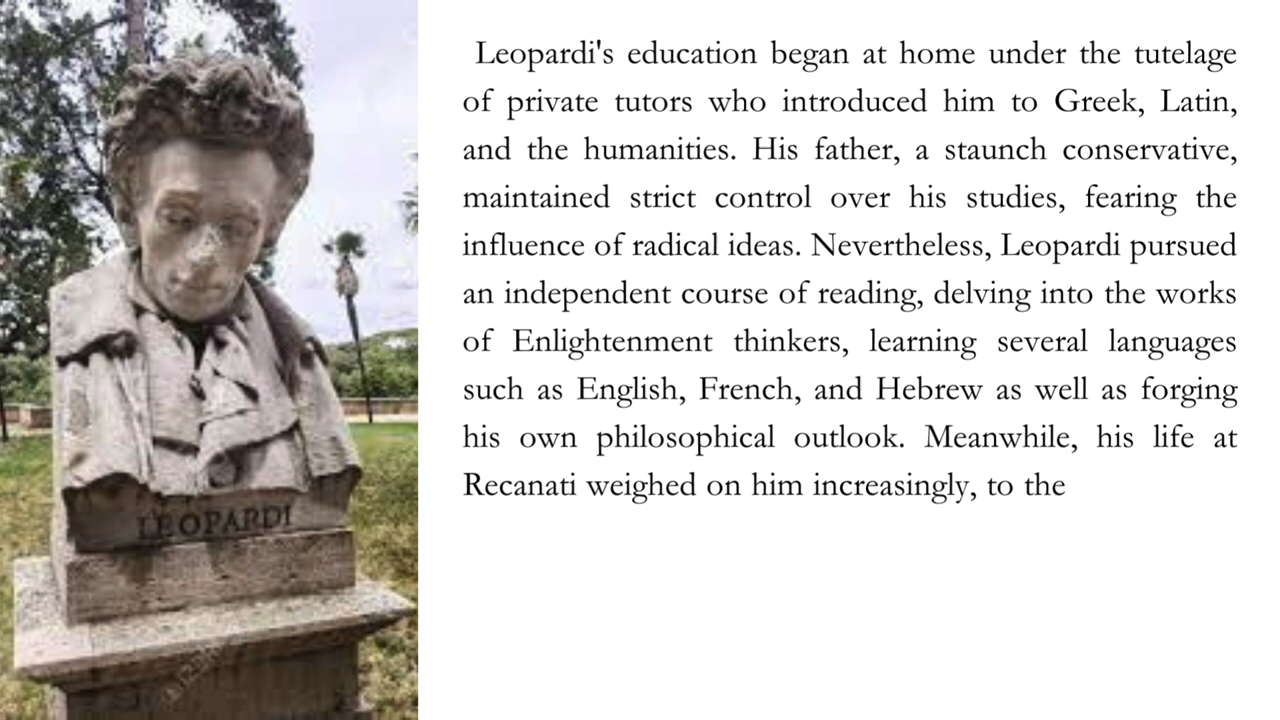 Leopardi's education began at home under the tutelage
of private tutors who introduced him to Greek, Latin,
and the humanities. His father, a staunch conservative,
maintained strict control over his studies, fearing the
influence of radical ideas. Nevertheless, Leopardi pursued
an independent course of reading, delving into the works
of Enlightenment thinkers, learning several languages
such as English, French, and Hebrew as well as forging
his own philosophical outlook. Meanwhile, his life at
Recanati weighed on him increasingly, to the
LEOPARDI